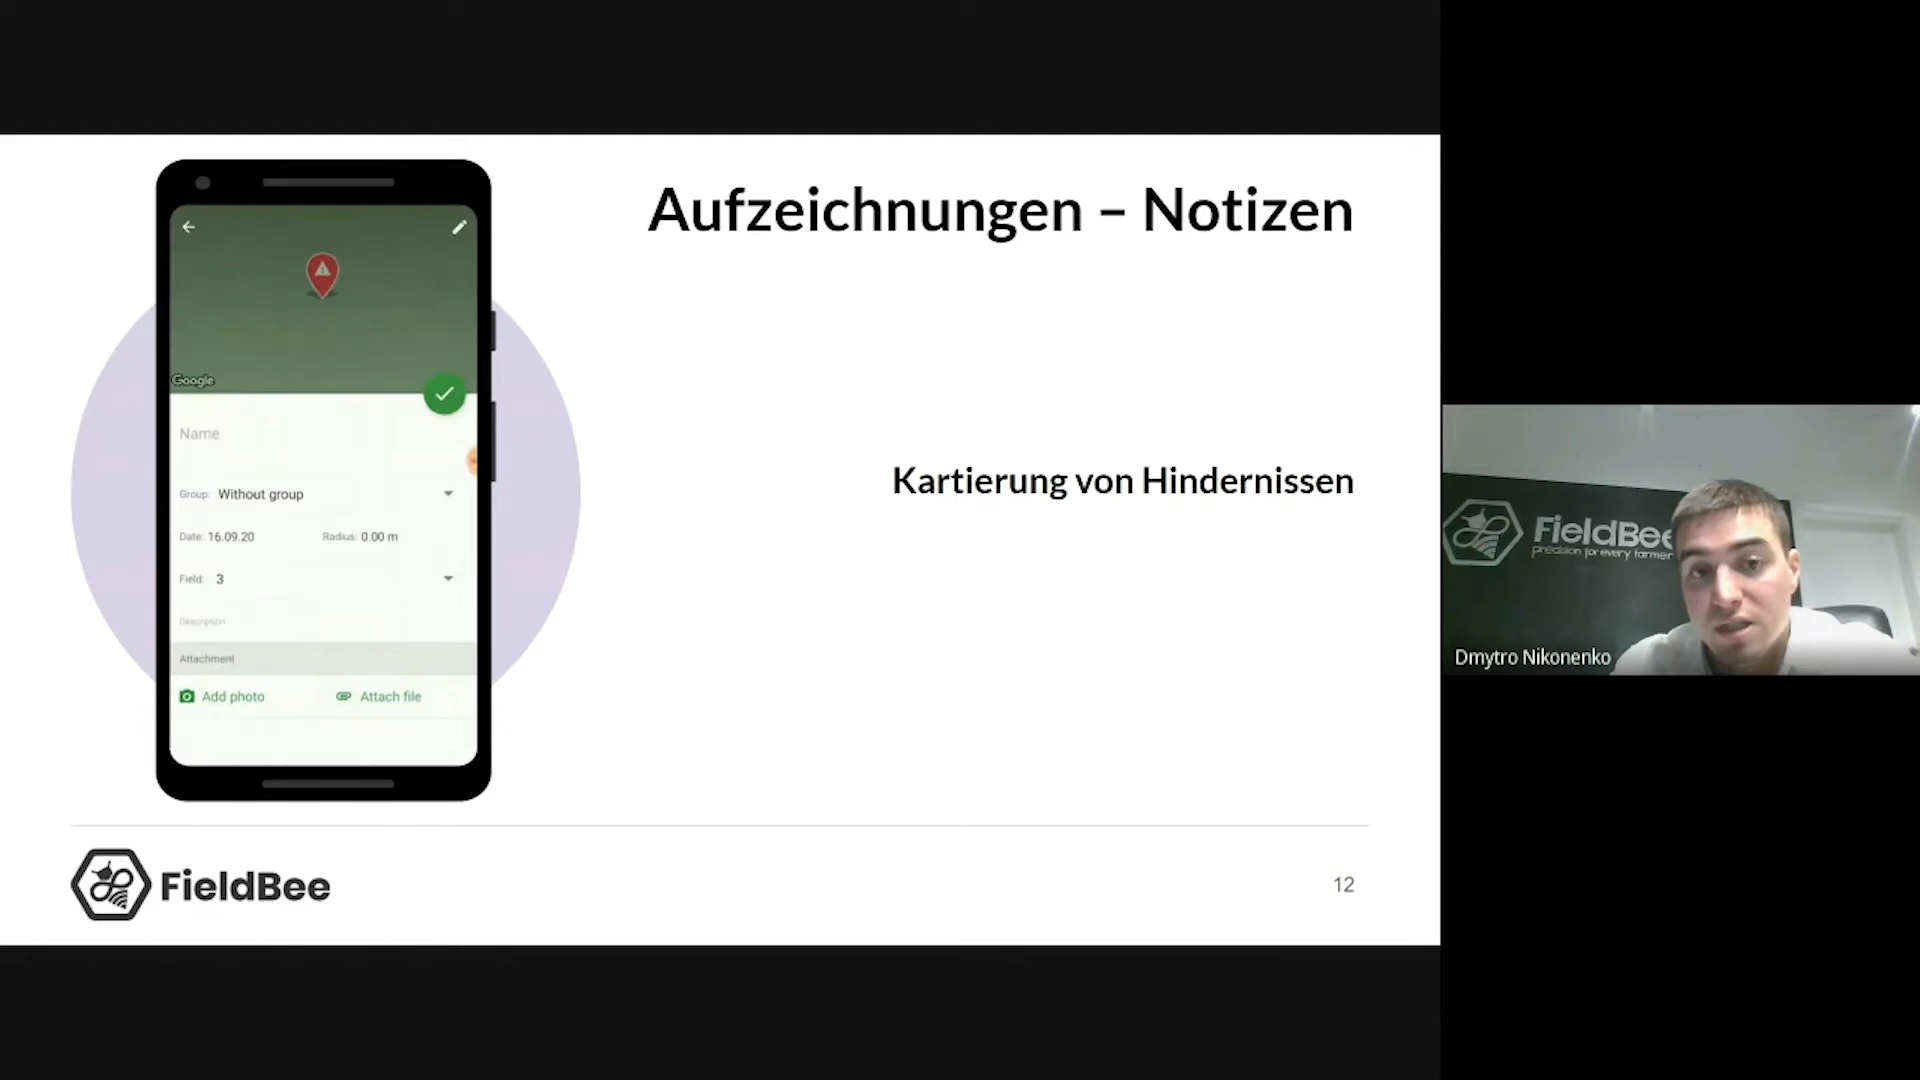 Aufzeichnungen – Notizen
Kartierung von Hindernissen
Google
Name
Group: Without group
Date: 16.09.20 Radius: 0.00 m
Field: 3
Description
Attachment
Add photo Attach file
FieldBee
12
FieldBee
precision for every farmer
Dmytro Nikonenko